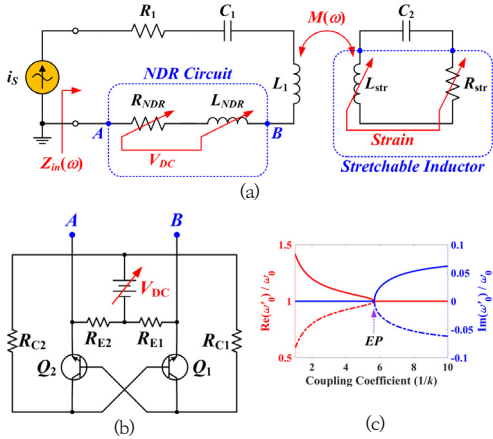 R1
C1
M(ω)
C2
iS
NDR Circuit
L1
Lstr
Rstr
RNDR
LNDR
A
B
Zin(ω)
VDC
Strain
Stretchable Inductor
(a)
A
B
VDC
RC2
RE2
RE1
RC1
Q2
Q1
(b)
1.5
1
0.5
Re(ω'0) / ω0
0.1
0.05
0
-0.05
-0.1
Im(ω'0) / ω0
EP
2 4 6 8 10
Coupling Coefficient (1/k)
(c)